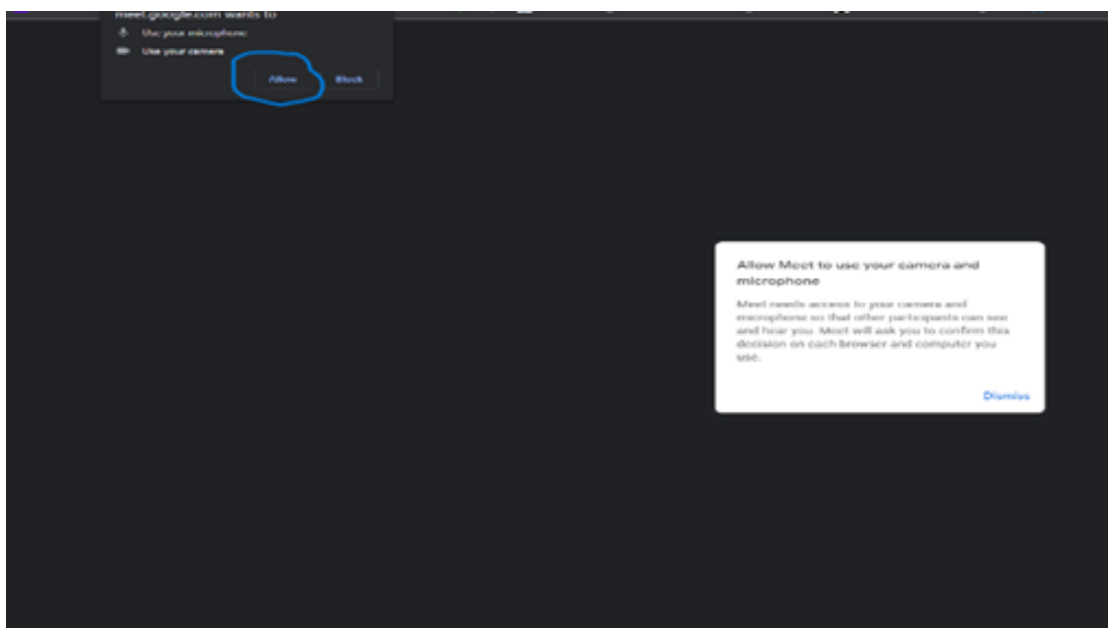 meet.google.com wants to
Use your microphone
Use your camera
Allow
Block
Allow Meet to use your camera and
microphone
Meet needs access to your camera and
microphone so that other participants can see
and hear you. Meet will ask you to confirm this
decision on each browser and computer you
use.
Dismiss